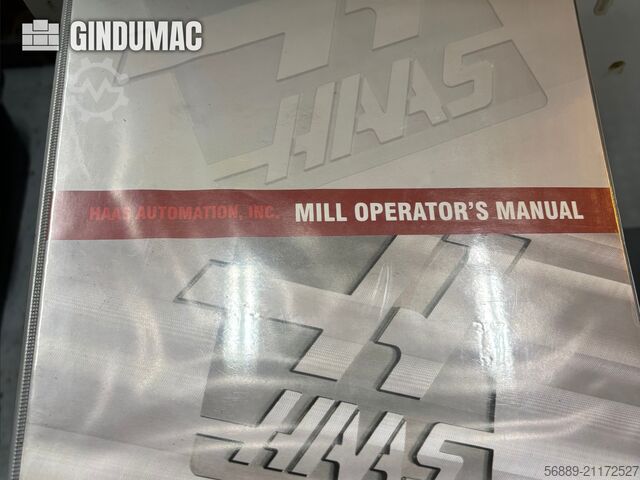 GINDUMAC
HAAS
HAAS AUTOMATION, INC. MILL OPERATOR'S MANUAL
HAAS
56889-21172527